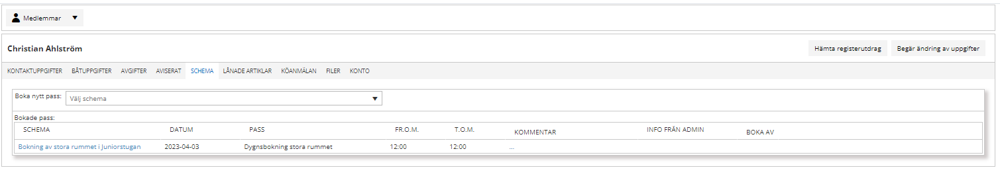 Medlemmar
Christian Ahlström
Hämta registerutdrag Begär ändring av uppgifter
KONTAKTUPPGIFTER BÅTUPPGIFTER AVGIFTER AVISERAT SCHEMA LÅNADE ARTIKLAR KÖANMÄLAN FILER KONTO
Boka nytt pass: Välj schema
Bokade pass:
SCHEMA DATUM PASS FR.O.M. T.O.M. KOMMENTAR INFO FRÅN ADMIN BOKA AV
Bokning av stora rummet i Juniorstugan 2023-04-03 Dygnsbokning stora rummet 12:00 12:00 ...